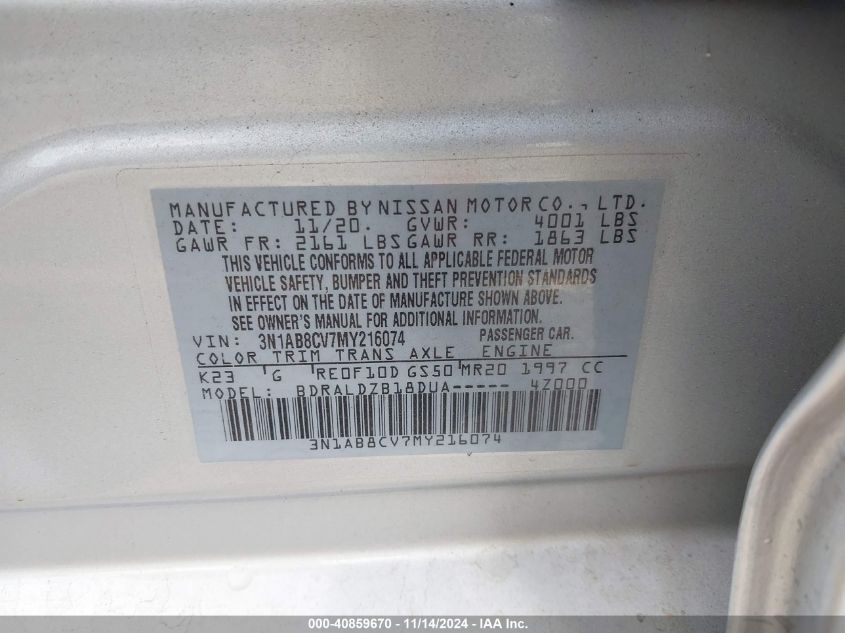 MANUFACTURED BY NISSAN MOTOR CO., LTD.
DATE: 11/20. GVWR: 4001 LBS
GAWR FR: 2161 LBS GAWR RR: 1863 LBS
THIS VEHICLE CONFORMS TO ALL APPLICABLE FEDERAL MOTOR
VEHICLE SAFETY, BUMPER AND THEFT PREVENTION STANDARDS
IN EFFECT ON THE DATE OF MANUFACTURE SHOWN ABOVE.
SEE OWNER'S MANUAL FOR ADDITIONAL INFORMATION.
VIN: 3N1AB8CV7MY216074 PASSENGER CAR.
COLOR TRIM TRANS AXLE ENGINE
K23 G RE0F10D GS50 MR20 1997 CC
MODEL: BDRALDZB18DUA----- 4Z000
3N1AB8CV7MY216074
000-40859670 - 11/14/2024 - IAA Inc.